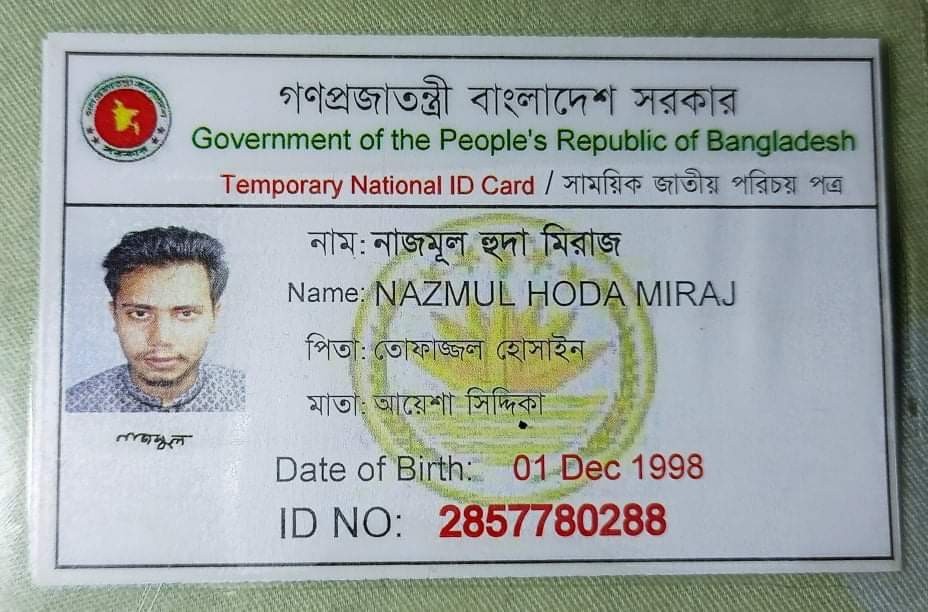 গণপ্রজাতন্ত্রী বাংলাদেশ সরকার
Government of the People's Republic of Bangladesh
Temporary National ID Card / সাময়িক জাতীয় পরিচয় পত্র
নাম: নাজমূল হুদা মিরাজ
Name: NAZMUL HODA MIRAJ
পিতা: তোফাজ্জল হোসাইন
মাতা: আয়েশা সিদ্দিকা
নাজমুল
Date of Birth: 01 Dec 1998
ID NO: 2857780288